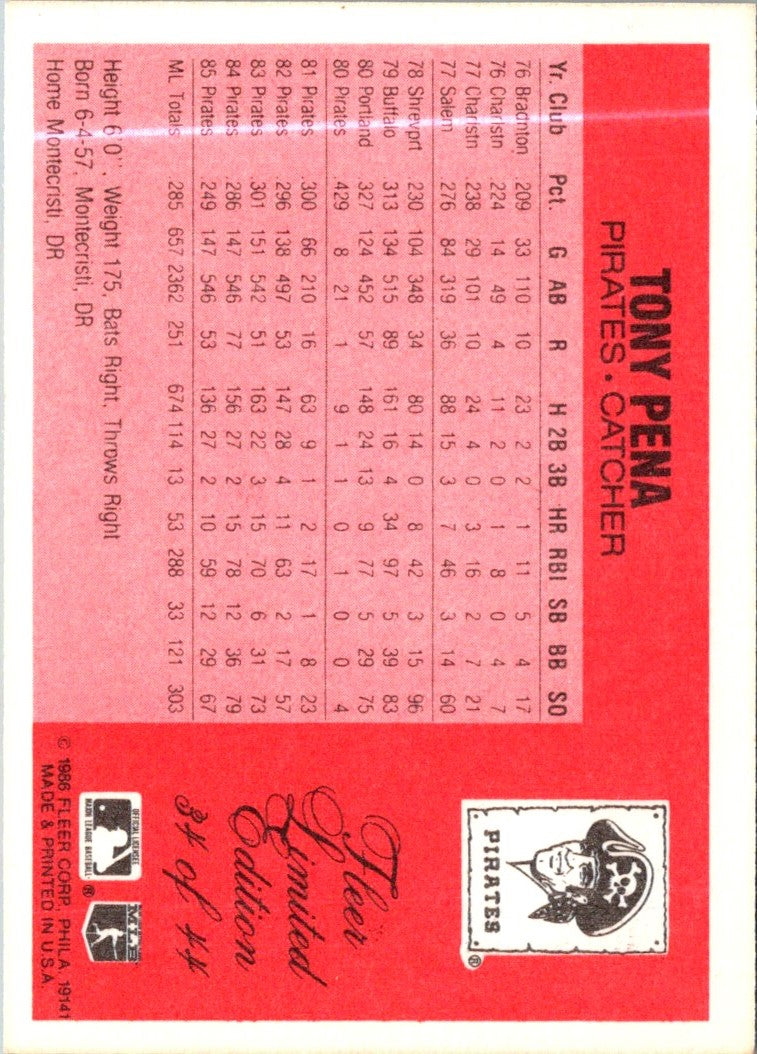 TONY PENA
PIRATES • CATCHER
Yr. Club Pct. G AB R H 2B 3B HR RBI SB BB SO
76 Bradnton 209 33 110 10 23 2 2 1 11 5 4 17
76 Charlstn 224 14 49 4 11 2 0 1 8 0 4 7
77 Charlstn 238 29 101 10 24 4 0 3 16 2 7 21
77 Salem 276 84 319 36 88 15 3 7 46 3 14 60
78 Shrevprt 230 104 348 34 80 14 0 8 42 3 15 96
79 Buffalo .313 134 515 89 161 16 4 34 97 5 39 83
80 Portland .327 124 452 57 148 24 13 9 77 5 29 75
80 Pirates .429 8 21 1 9 1 1 0 1 0 0 4
81 Pirates .300 66 210 16 63 9 1 2 17 1 8 23
82 Pirates .296 138 497 53 147 28 4 11 63 2 17 57
83 Pirates .301 151 542 51 163 22 3 15 70 6 31 73
84 Pirates .286 147 546 77 156 27 2 15 78 12 36 79
85 Pirates .249 147 546 53 136 27 2 10 59 12 29 67
ML Totals .285 657 2362 251 674 114 13 53 288 33 121 303
Height 6'0", Weight 175, Bats Right, Throws Right
Born 6-4-57, Montecristi, DR
Home Montecristi, DR
PIRATES
®
Fleer
Limited
Edition
34 of 44
OFFICIAL LICENSEE
MAJOR LEAGUE BASEBALL
®
MLB
© 1986 FLEER CORP., PHILA. 19141
MADE & PRINTED IN U.S.A.